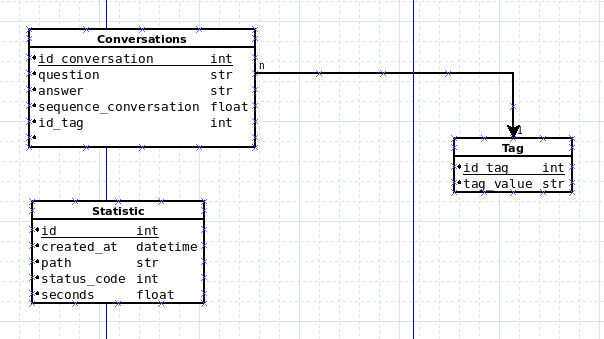 Conversations
id_conversation int
question str
answer str
sequence_conversation float
id_tag int
n
1
Tag
id_tag int
tag_value str
Statistic
id int
created_at datetime
path str
status_code int
seconds float